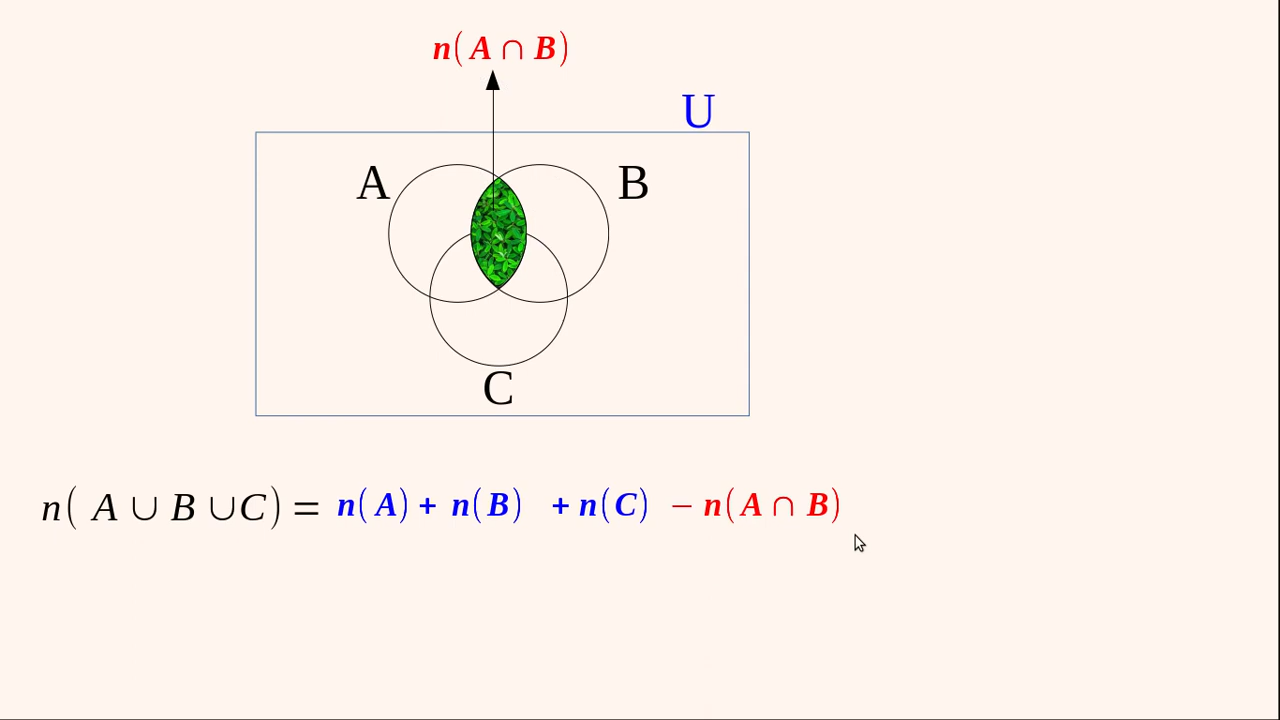 n( A ∩ B)
U
A B
C
n( A ∪ B ∪C) = n( A) + n(B) + n(C) − n(A ∩ B)